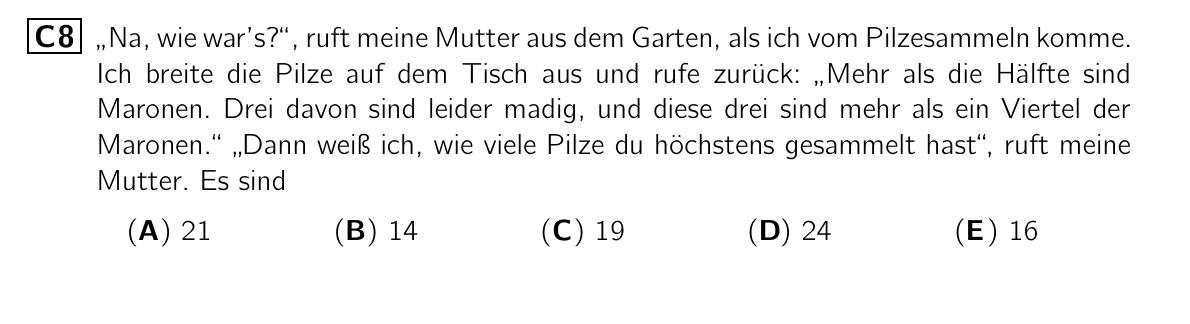 C8 „Na, wie war's?“, ruft meine Mutter aus dem Garten, als ich vom Pilzesammeln komme.
Ich breite die Pilze auf dem Tisch aus und rufe zurück: „Mehr als die Hälfte sind
Maronen. Drei davon sind leider madig, und diese drei sind mehr als ein Viertel der
Maronen.“ „Dann weiß ich, wie viele Pilze du höchstens gesammelt hast“, ruft meine
Mutter. Es sind
(A) 21 (B) 14 (C) 19 (D) 24 (E) 16